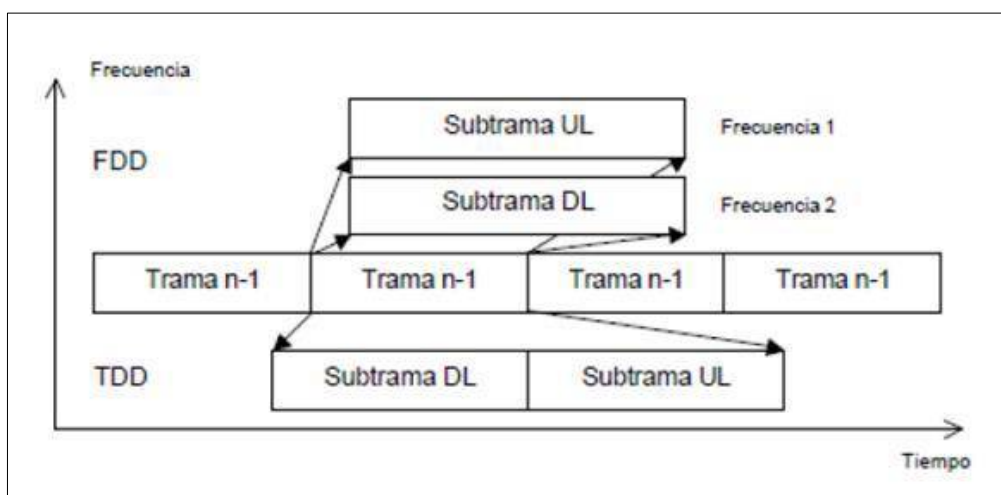 Frecuencia
Subtrama UL
Frecuencia 1
FDD
Subtrama DL
Frecuencia 2
Trama n-1 Trama n-1 Trama n-1 Trama n-1
TDD
Subtrama DL Subtrama UL
Tiempo